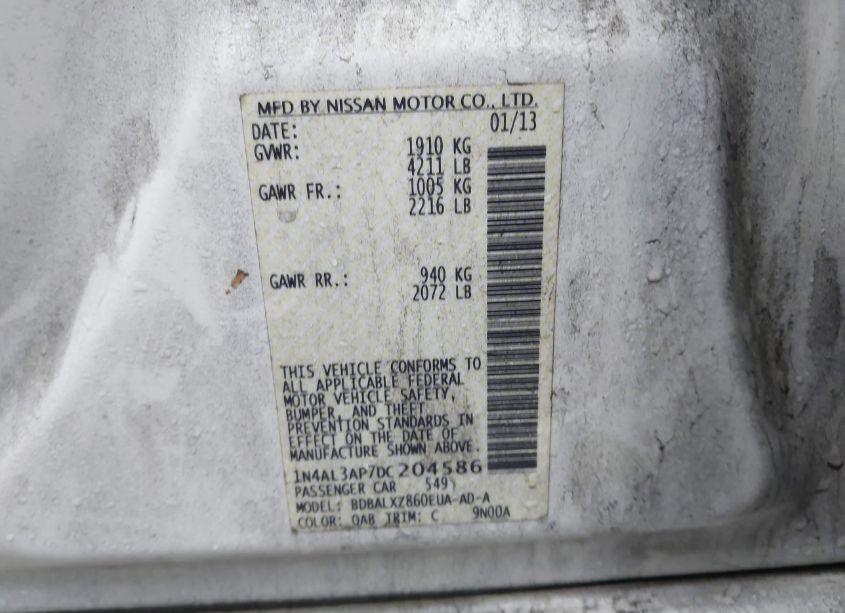 MFD BY NISSAN MOTOR CO., LTD.
DATE: 01/13
GVWR: 1910 KG
4211 LB
GAWR FR.: 1005 KG
2216 LB
GAWR RR.: 940 KG
2072 LB
THIS VEHICLE CONFORMS TO
ALL APPLICABLE FEDERAL
MOTOR VEHICLE SAFETY,
BUMPER, AND THEFT
PREVENTION STANDARDS IN
EFFECT ON THE DATE OF
MANUFACTURE SHOWN ABOVE.
1N4AL3AP7DC204586
PASSENGER CAR 549
MODEL: BDBALXZ860EUA-AD-A
COLOR: QAB TRIM: C 9N00A